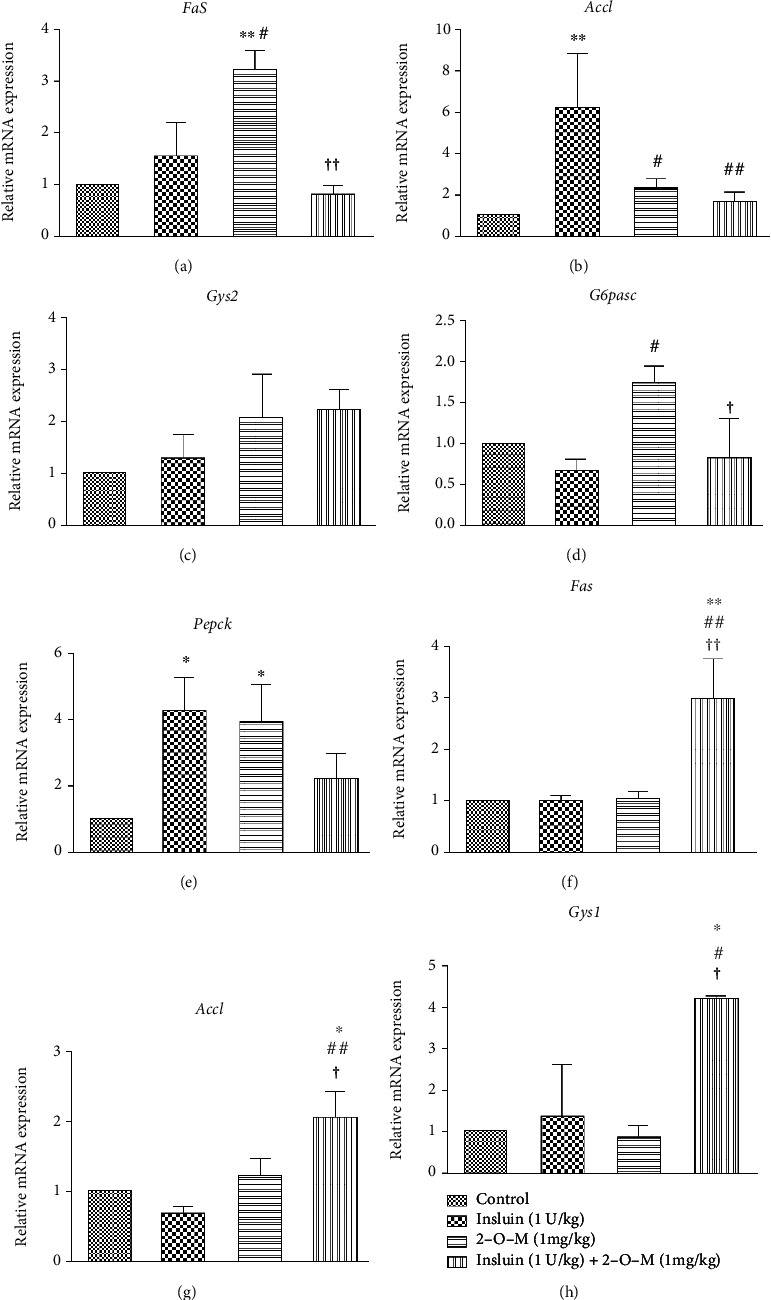 FaS
Relative mRNA expression
4
3
2
1
0
** #
††
(a)
Accl
Relative mRNA expression
10
8
6
4
2
0
**
#
##
(b)
Gys2
Relative mRNA expression
4
3
2
1
0
(c)
G6pasc
Relative mRNA expression
2.5
2.0
1.5
1.0
0.5
0.0
#
†
(d)
Pepck
Relative mRNA expression
6
4
2
0
*
*
(e)
Fas
Relative mRNA expression
4
3
2
1
0
**
##
††
(f)
Accl
Relative mRNA expression
3
2
1
0
*
##
†
(g)
Gys1
Relative mRNA expression
5
4
3
2
1
0
*
#
†
Control
Insluin (1 U/kg)
2–O–M (1mg/kg)
Insluin (1 U/kg) + 2–O–M (1mg/kg)
(h)